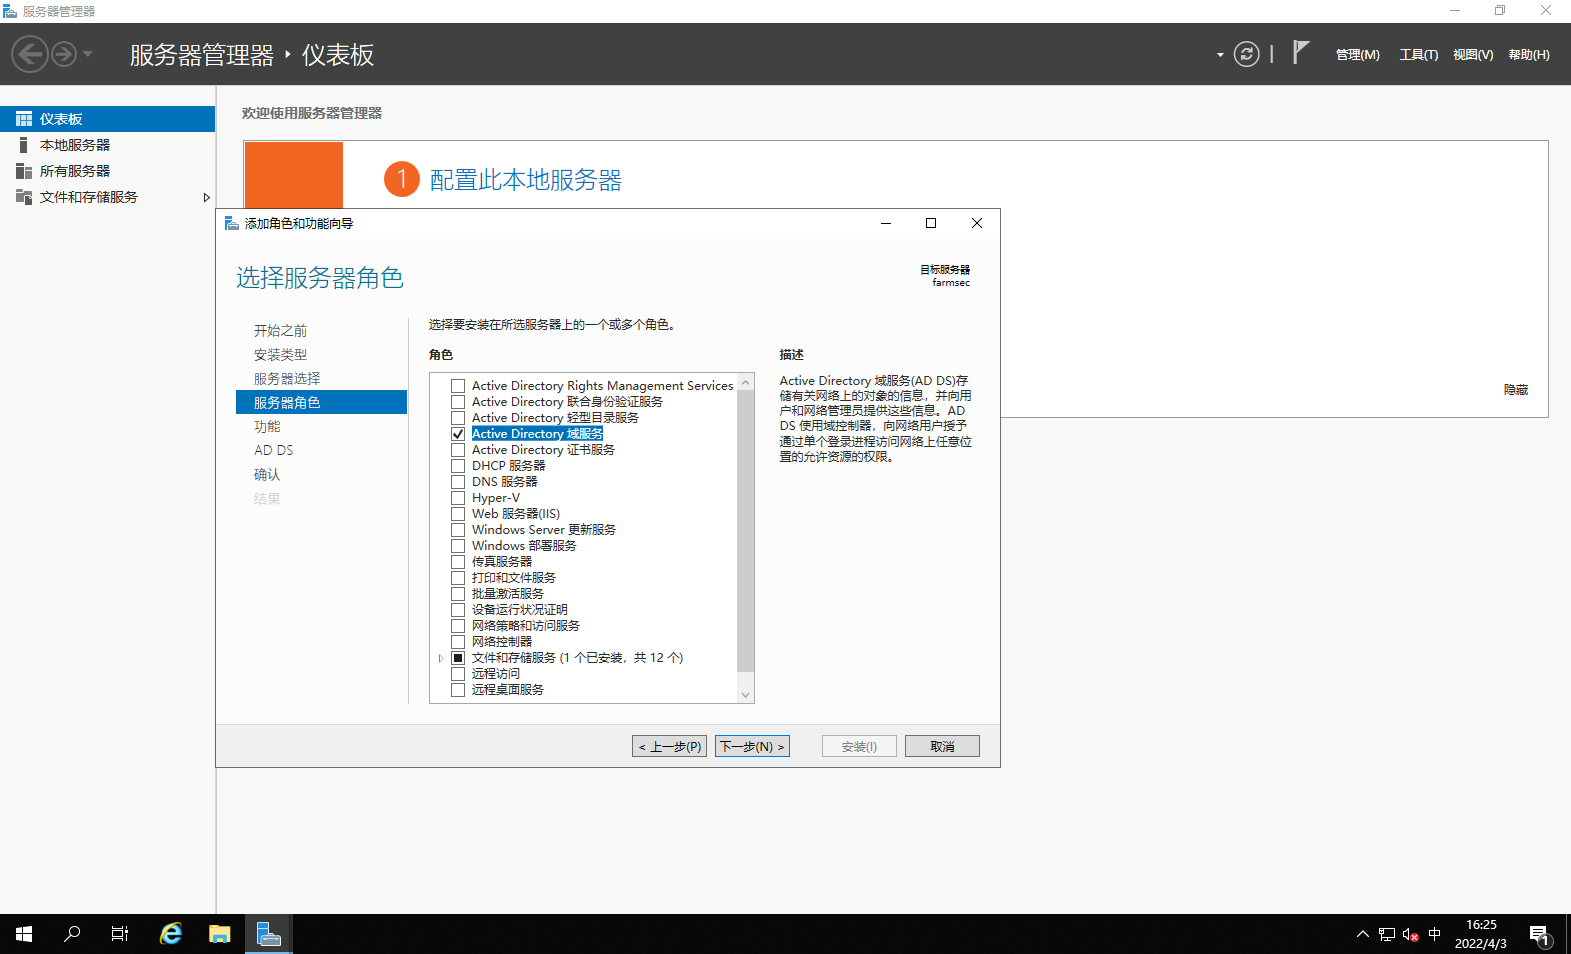 服务器管理器
服务器管理器 ‣ 仪表板
管理(M) 工具(T) 视图(V) 帮助(H)
仪表板
本地服务器
所有服务器
文件和存储服务
欢迎使用服务器管理器
1 配置此本地服务器
隐藏
添加角色和功能向导
选择服务器角色
目标服务器
farmsec
开始之前
安装类型
服务器选择
服务器角色
功能
AD DS
确认
结果
选择要安装在所选服务器上的一个或多个角色。
角色
Active Directory Rights Management Services
Active Directory 联合身份验证服务
Active Directory 轻型目录服务
Active Directory 域服务
Active Directory 证书服务
DHCP 服务器
DNS 服务器
Hyper-V
Web 服务器(IIS)
Windows Server 更新服务
Windows 部署服务
传真服务器
打印和文件服务
批量激活服务
设备运行状况证明
网络策略和访问服务
网络控制器
文件和存储服务 (1 个已安装，共 12 个)
远程访问
远程桌面服务
描述
Active Directory 域服务(AD DS)存
储有关网络上的对象的信息，并向用
户和网络管理员提供这些信息。AD
DS 使用域控制器，向网络用户授予
通过单个登录进程访问网络上任意位
置的允许资源的权限。
< 上一步(P) 下一步(N) > 安装(I) 取消
中
16:25
2022/4/3
1